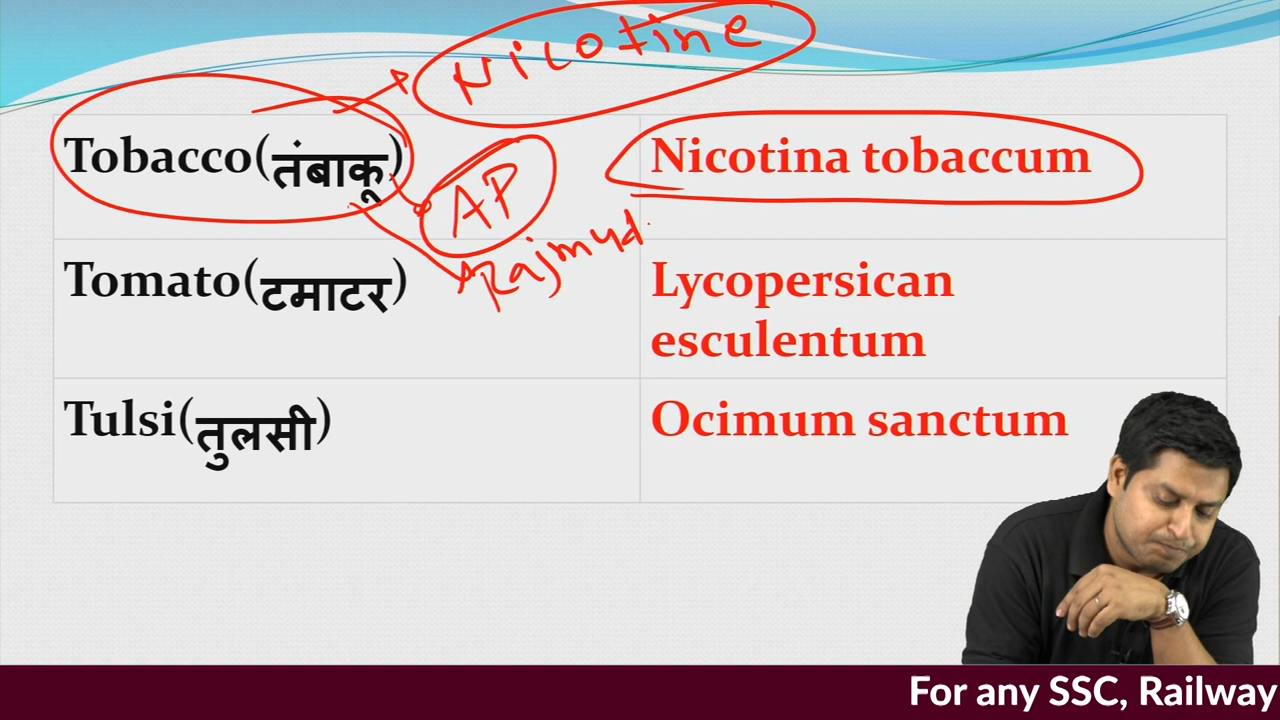 Nicotine
Tobacco(तंबाकू)
Nicotina tobaccum
AP
Rajmud
Tomato(टमाटर)
Lycopersican
esculentum
Tulsi(तुलसी)
Ocimum sanctum
For any SSC, Railway